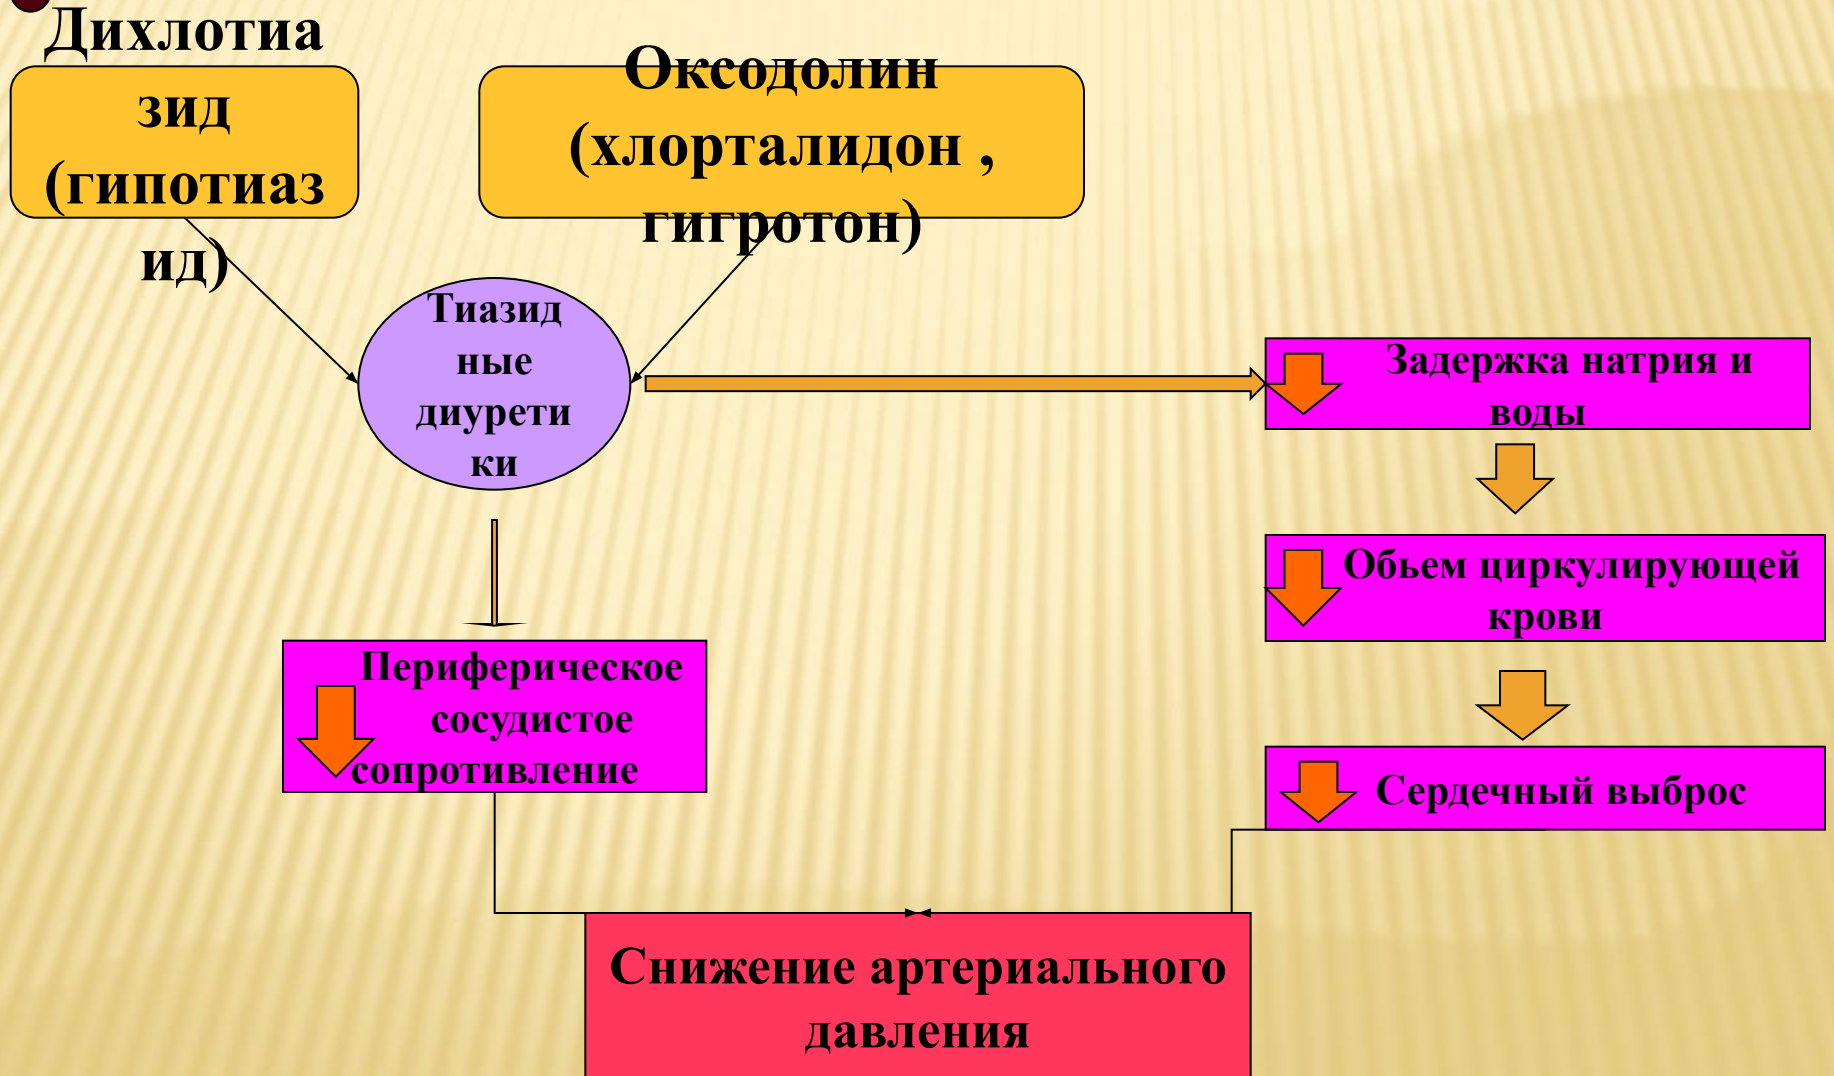 Дихлотиа
зид
(гипотиаз
ид)
Оксодолин
(хлорталидон ,
гигротон)
Тиазид
ные
диурети
ки
Задержка натрия и
воды
Обьем циркулирующей
крови
Периферическое
сосудистое
сопротивление
Сердечный выброс
Снижение артериального
давления